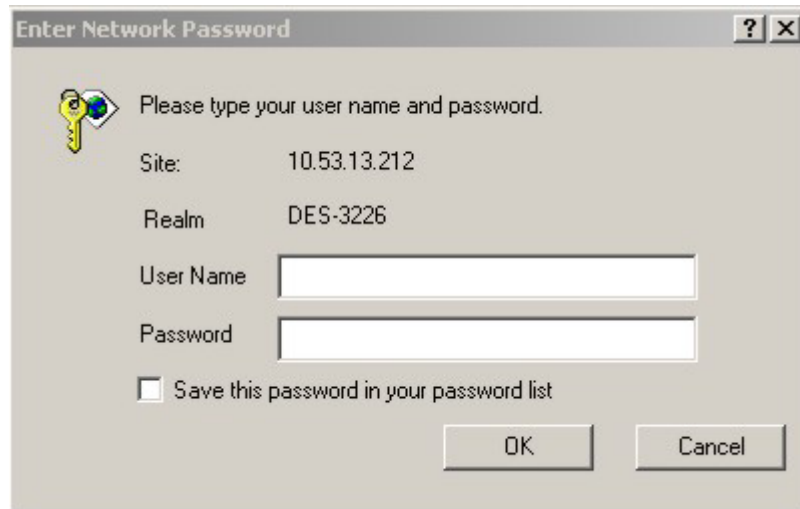 Enter Network Password
Please type your user name and password.
Site: 10.53.13.212
Realm DES-3226
User Name
Password
Save this password in your password list
OK Cancel